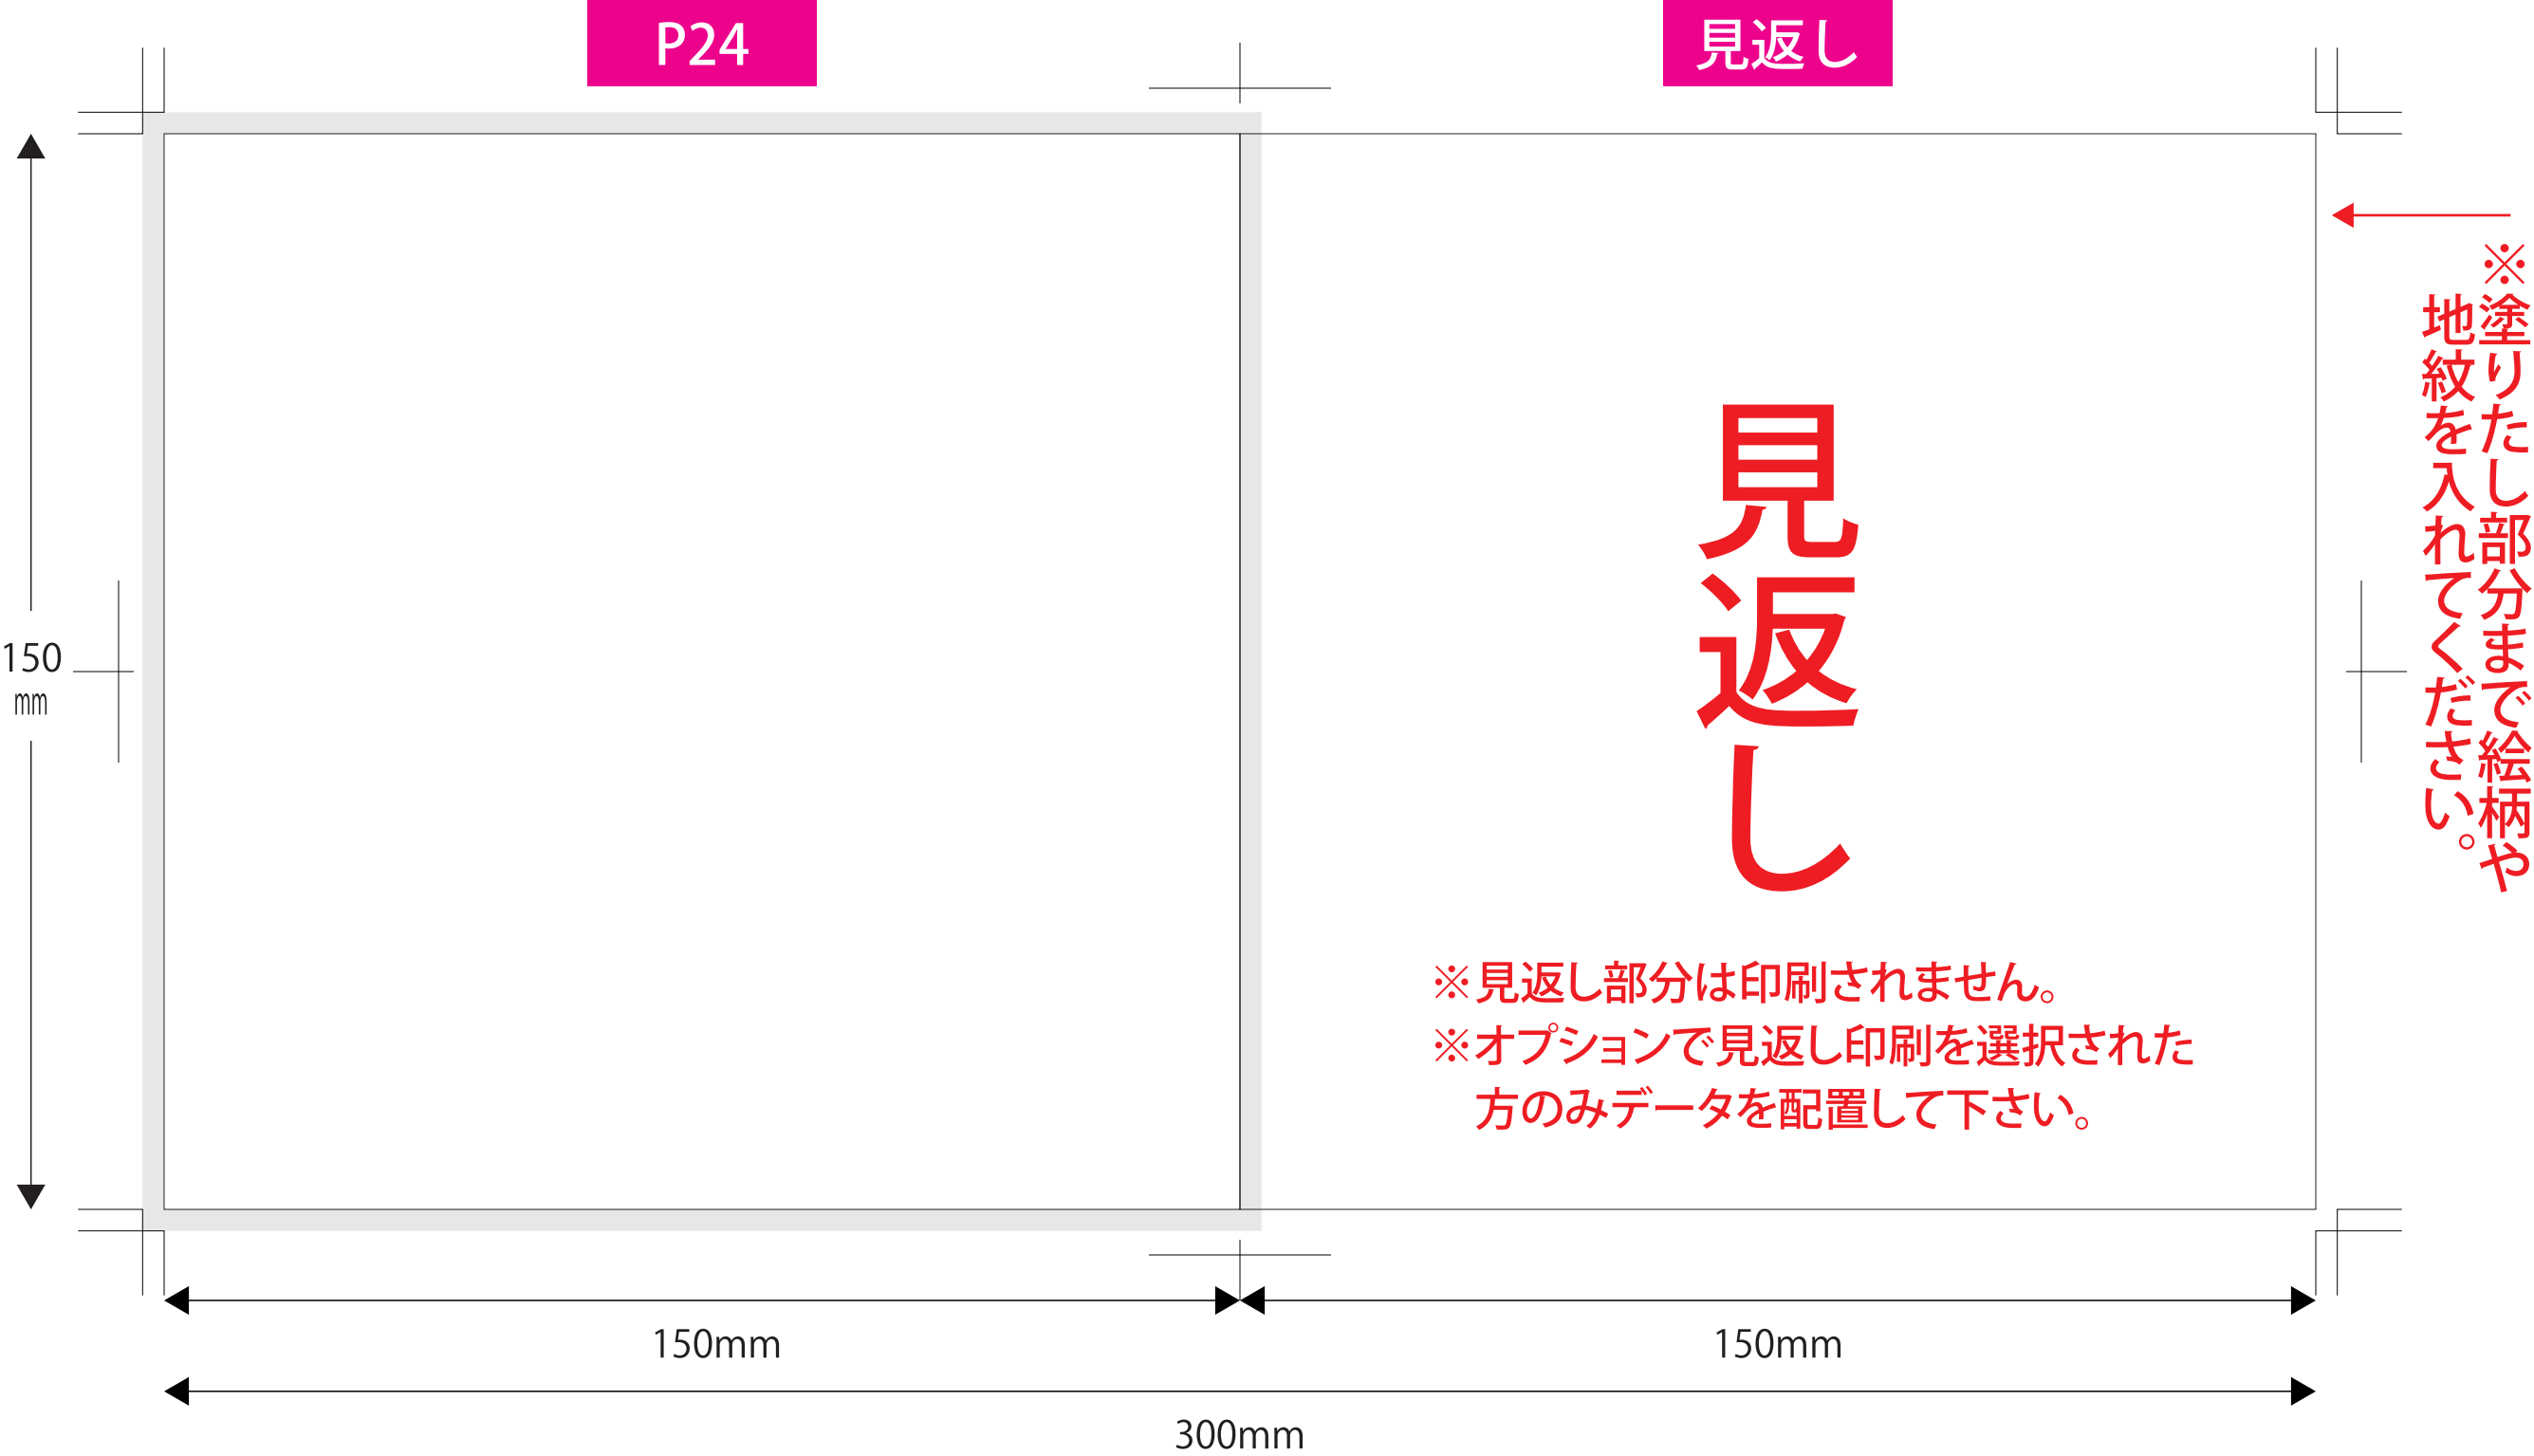 P24
見返し
※塗りたし部分まで絵柄や
地紋を入れてください。
見返し
150
mm
※見返し部分は印刷されません。
※オプションで見返し印刷を選択された
方のみデータを配置して下さい。
150mm
150mm
300mm